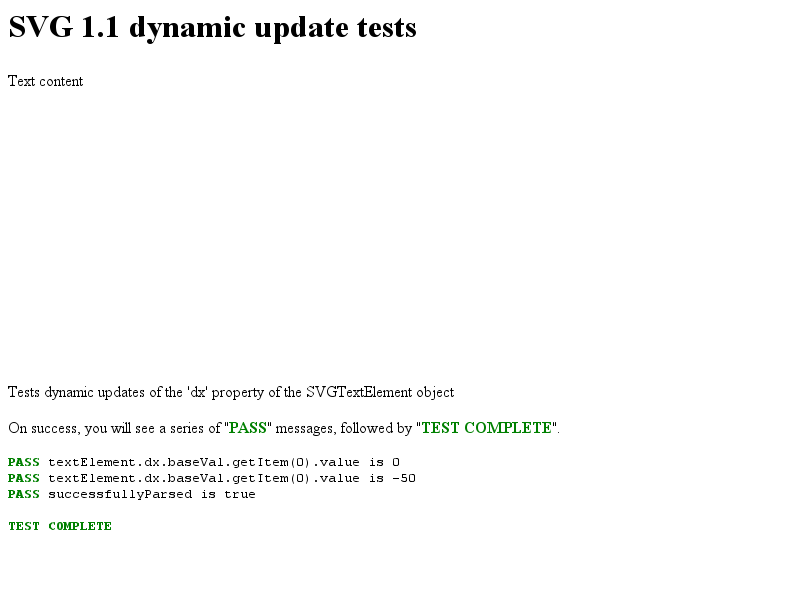 SVG 1.1 dynamic update tests
Text content
Tests dynamic updates of the 'dx' property of the SVGTextElement object
On success, you will see a series of "PASS" messages, followed by "TEST COMPLETE".
PASS textElement.dx.baseVal.getItem(0).value is 0
PASS textElement.dx.baseVal.getItem(0).value is -50
PASS successfullyParsed is true
TEST COMPLETE